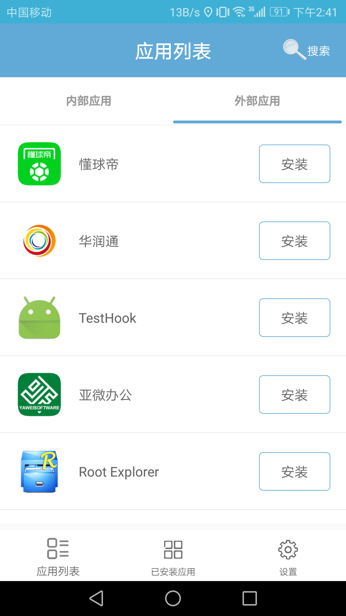 中国移动 13B/s 3G 91 下午2:41
应用列表 搜索
内部应用 外部应用
懂球帝
懂球帝 安装
华润通 安装
TestHook 安装
YAWEISOFTWARE
亚微办公 安装
R
Root Explorer 安装
应用列表 已安装应用 设置